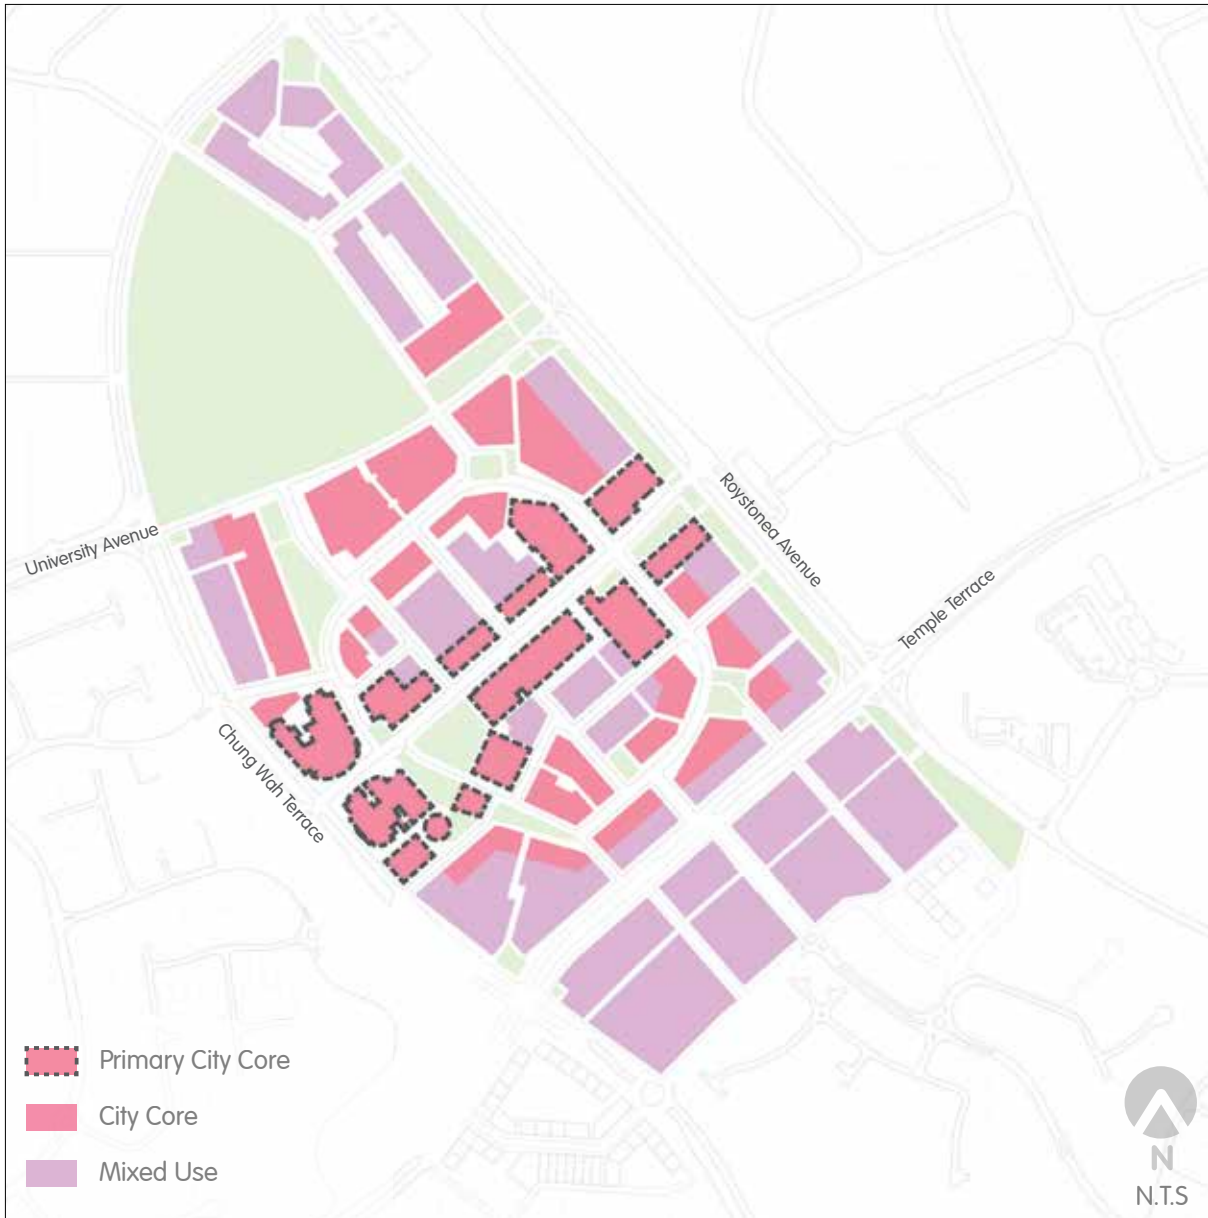 Roystonea Avenue
University Avenue
Temple Terrace
Chung Wah Terrace
Primary City Core
City Core
Mixed Use
N
N.T.S